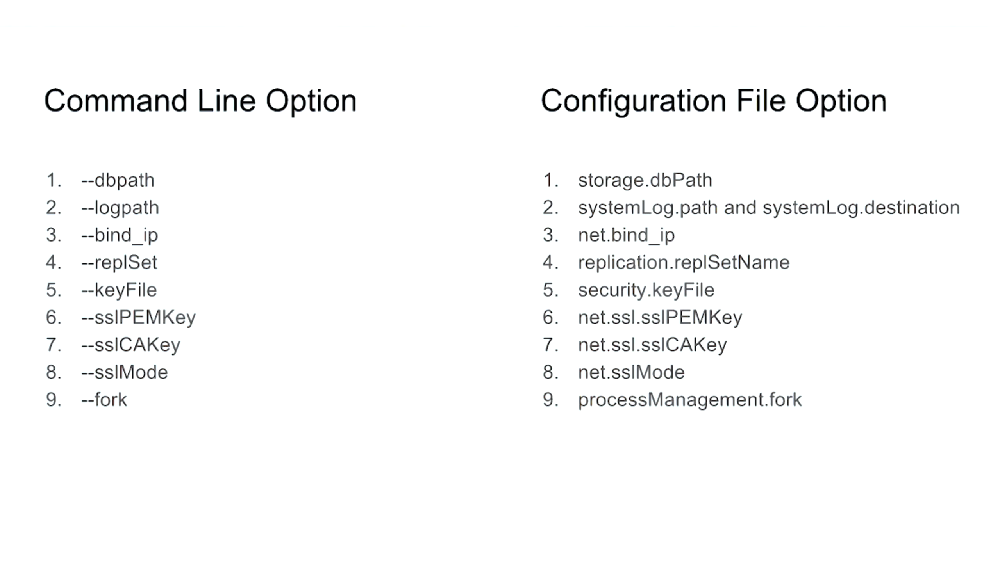 Command Line Option
1. --dbpath
2. --logpath
3. --bind_ip
4. --replSet
5. --keyFile
6. --sslPEMKey
7. --sslCAKey
8. --sslMode
9. --fork
Configuration File Option
1. storage.dbPath
2. systemLog.path and systemLog.destination
3. net.bind_ip
4. replication.replSetName
5. security.keyFile
6. net.ssl.sslPEMKey
7. net.ssl.sslCAKey
8. net.sslMode
9. processManagement.fork